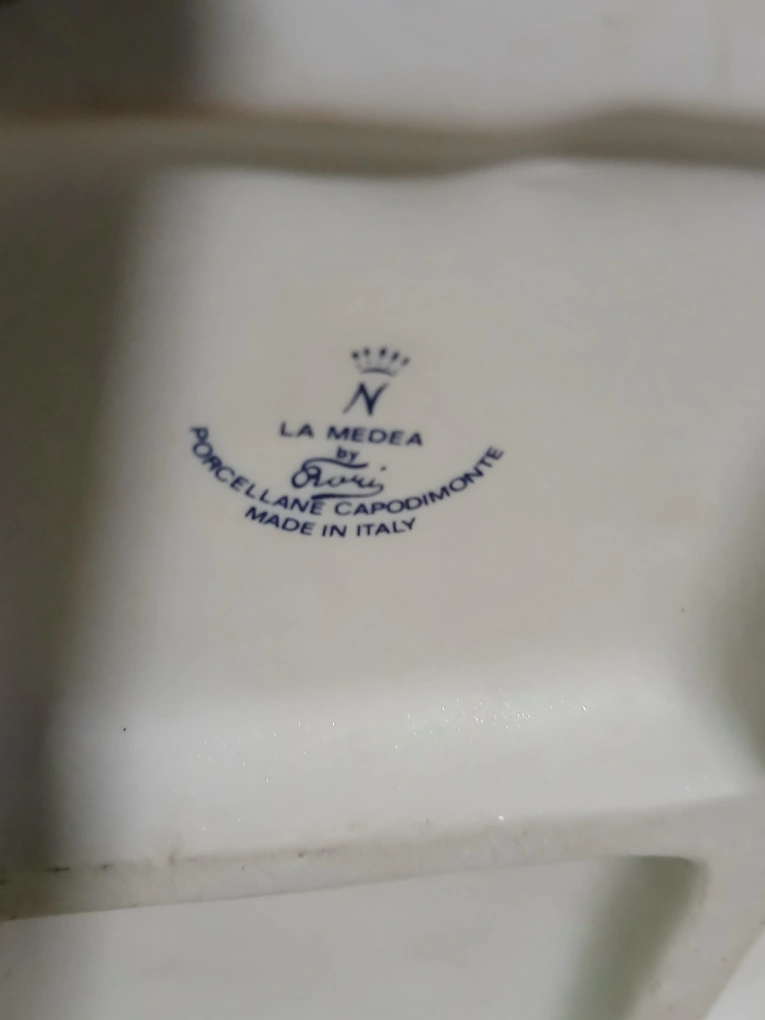 N
LA MEDEA
by
PORCELLANE CAPODIMONTE
MADE IN ITALY